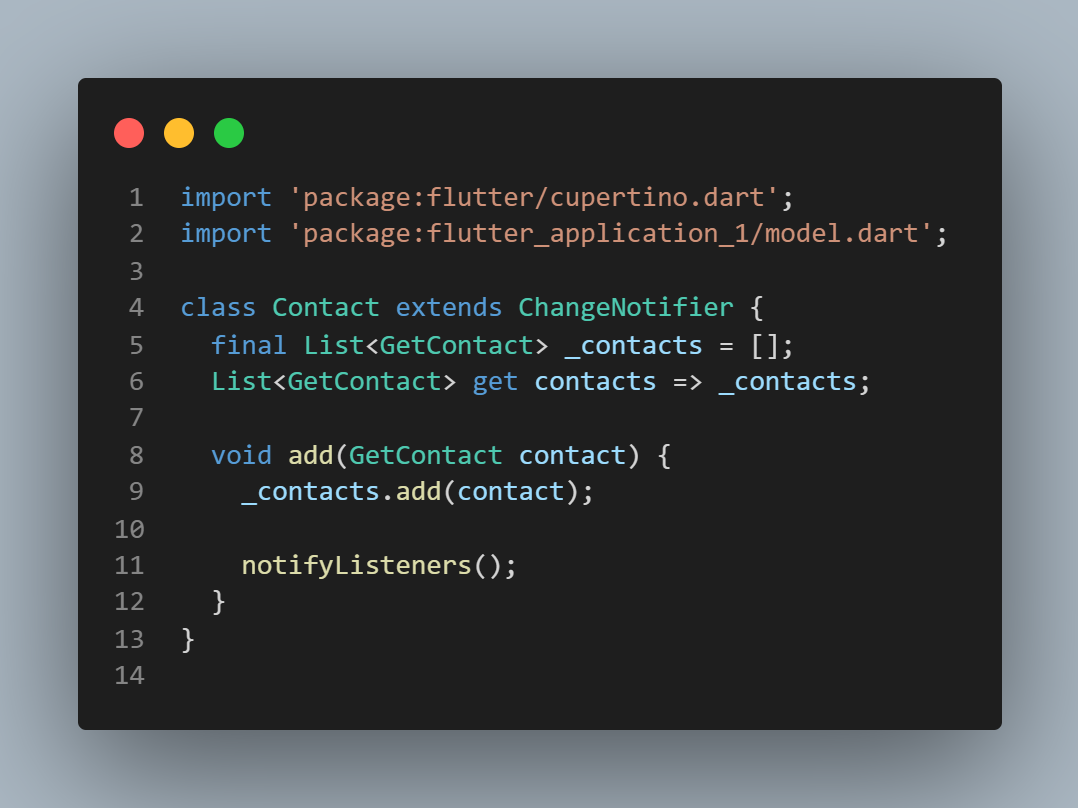 1 import 'package:flutter/cupertino.dart';
2 import 'package:flutter_application_1/model.dart';
3
4 class Contact extends ChangeNotifier {
5   final List<GetContact> _contacts = [];
6   List<GetContact> get contacts => _contacts;
7
8   void add(GetContact contact) {
9     _contacts.add(contact);
10
11     notifyListeners();
12   }
13 }
14